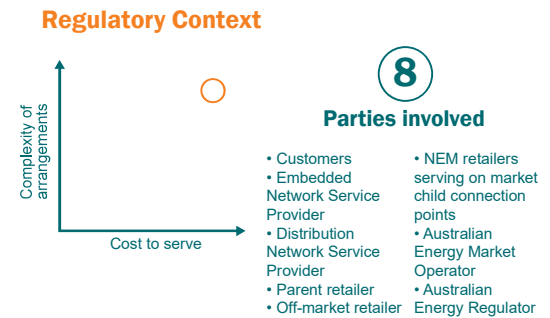 Regulatory Context
Complexity of
arrangements
Cost to serve
8
Parties involved
• Customers
• Embedded
Network Service
Provider
• Distribution
Network Service
Provider
• Parent retailer
• Off-market retailer
• NEM retailers
serving on market
child connection
points
• Australian
Energy Market
Operator
• Australian
Energy Regulator